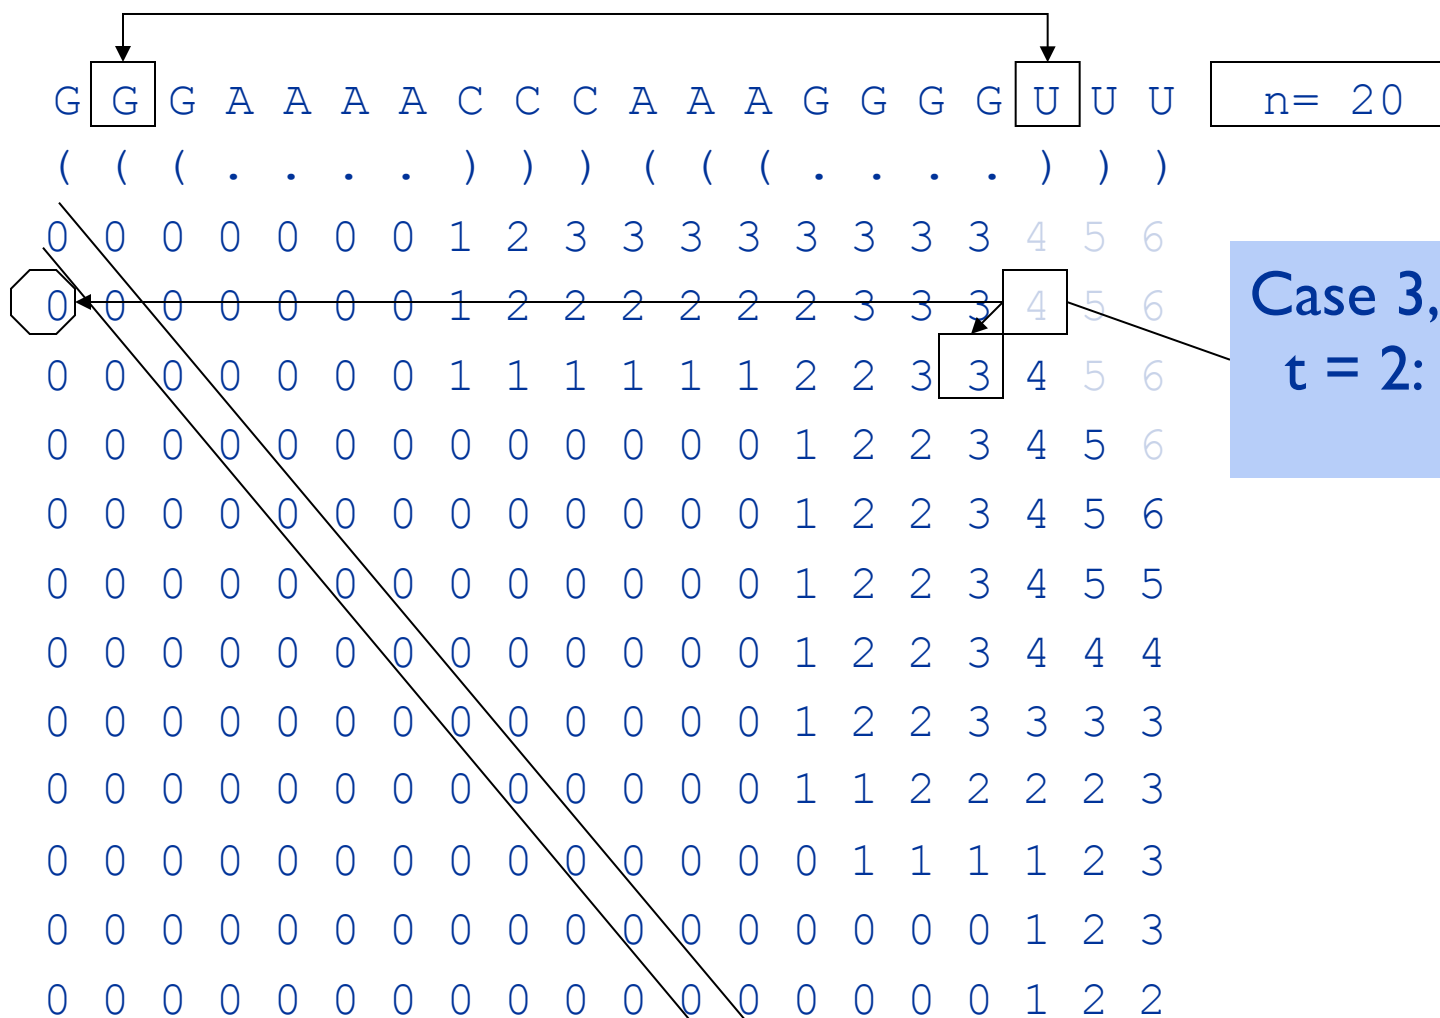 G G G A A A A C C C A A A G G G G U U U n= 20
( ( ( . . . . ) ) ) ( ( ( . . . . ) ) )
0 0 0 0 0 0 0 1 2 3 3 3 3 3 3 3 3 4 5 6
0 0 0 0 0 0 0 1 2 2 2 2 2 2 3 3 3 4 5 6
0 0 0 0 0 0 0 1 1 1 1 1 1 2 2 3 3 4 5 6
0 0 0 0 0 0 0 0 0 0 0 0 0 1 2 2 3 4 5 6
0 0 0 0 0 0 0 0 0 0 0 0 0 1 2 2 3 4 5 6
0 0 0 0 0 0 0 0 0 0 0 0 0 1 2 2 3 4 5 5
0 0 0 0 0 0 0 0 0 0 0 0 0 1 2 2 3 4 4 4
0 0 0 0 0 0 0 0 0 0 0 0 0 1 2 2 3 3 3 3
0 0 0 0 0 0 0 0 0 0 0 0 0 1 1 2 2 2 2 3
0 0 0 0 0 0 0 0 0 0 0 0 0 0 1 1 1 1 2 3
0 0 0 0 0 0 0 0 0 0 0 0 0 0 0 0 0 1 2 3
0 0 0 0 0 0 0 0 0 0 0 0 0 0 0 0 0 1 2 2
Case 3,
t = 2: